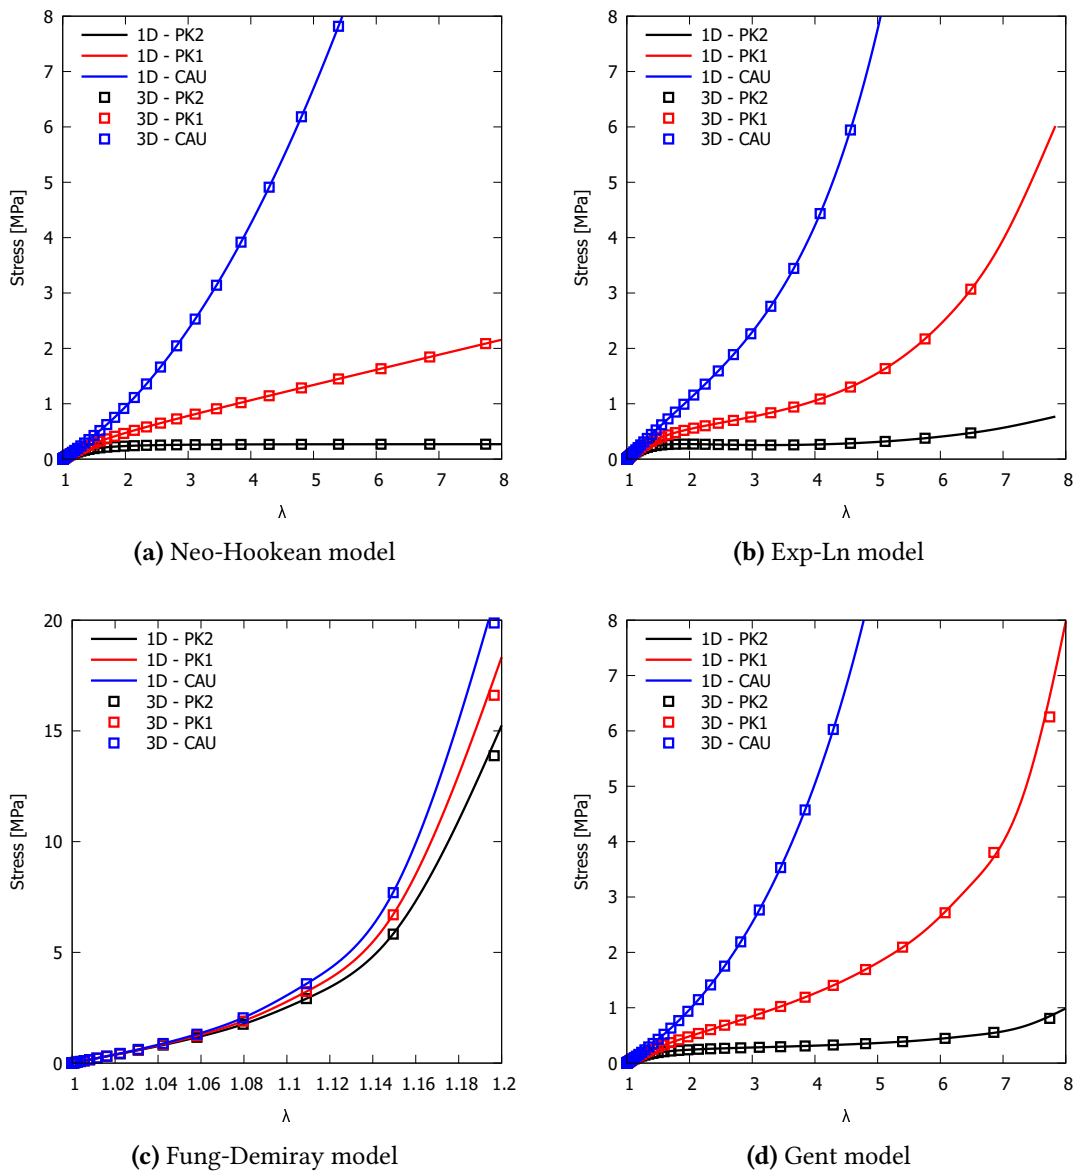 8
7
6
5
4
3
2
1
0
Stress [MPa]
1D - PK2
1D - PK1
1D - CAU
3D - PK2
3D - PK1
3D - CAU
1 2 3 4 5 6 7 8
λ
(a) Neo-Hookean model
8
7
6
5
4
3
2
1
0
Stress [MPa]
1D - PK2
1D - PK1
1D - CAU
3D - PK2
3D - PK1
3D - CAU
1 2 3 4 5 6 7 8
λ
(b) Exp-Ln model
20
15
10
5
0
Stress [MPa]
1D - PK2
1D - PK1
1D - CAU
3D - PK2
3D - PK1
3D - CAU
1 1.02 1.04 1.06 1.08 1.1 1.12 1.14 1.16 1.18 1.2
λ
(c) Fung-Demiray model
8
7
6
5
4
3
2
1
0
Stress [MPa]
1D - PK2
1D - PK1
1D - CAU
3D - PK2
3D - PK1
3D - CAU
1 2 3 4 5 6 7 8
λ
(d) Gent model